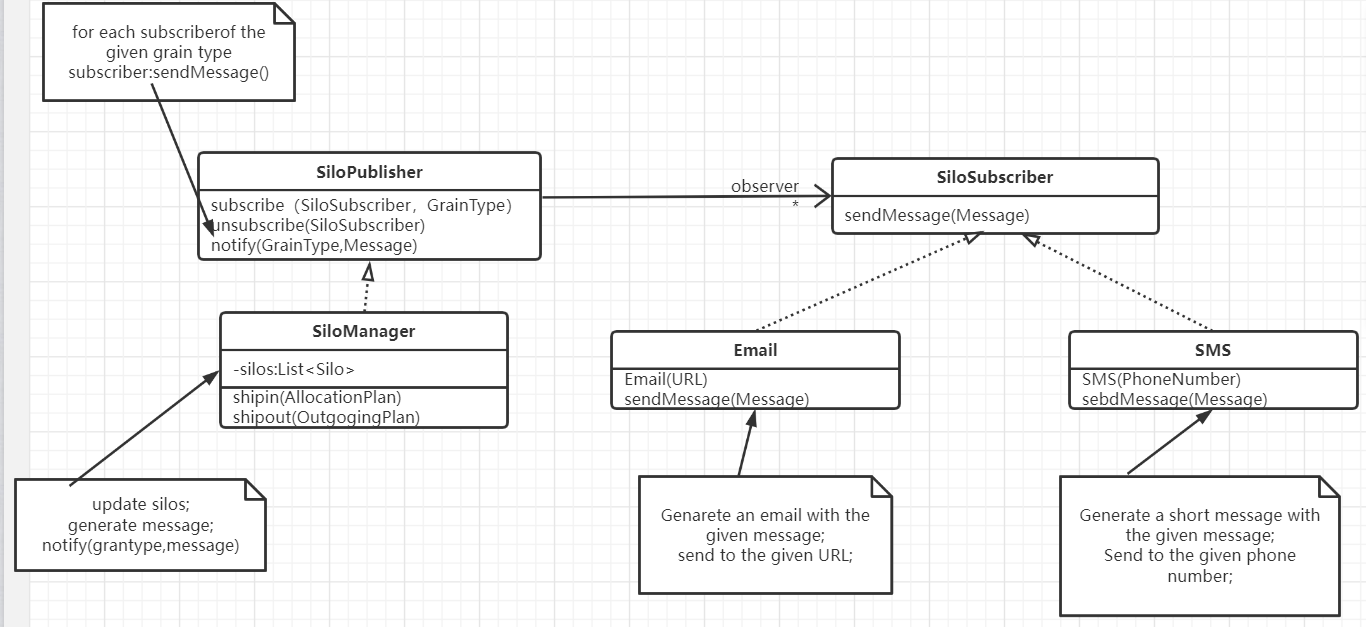 for each subscriberof the
given grain type
subscriber:sendMessage()
SiloPublisher
subscribe（SiloSubscriber，GrainType）
unsubscribe(SiloSubscriber)
notify(GrainType,Message)
observer
*
SiloSubscriber
sendMessage(Message)
SiloManager
-silos:List<Silo>
shipin(AllocationPlan)
shipout(OutgogingPlan)
Email
Email(URL)
sendMessage(Message)
SMS
SMS(PhoneNumber)
sebdMessage(Message)
update silos;
generate message;
notify(grantype,message)
Genarete an email with the
given message;
send to the given URL;
Generate a short message with
the given message;
Send to the given phone
number;